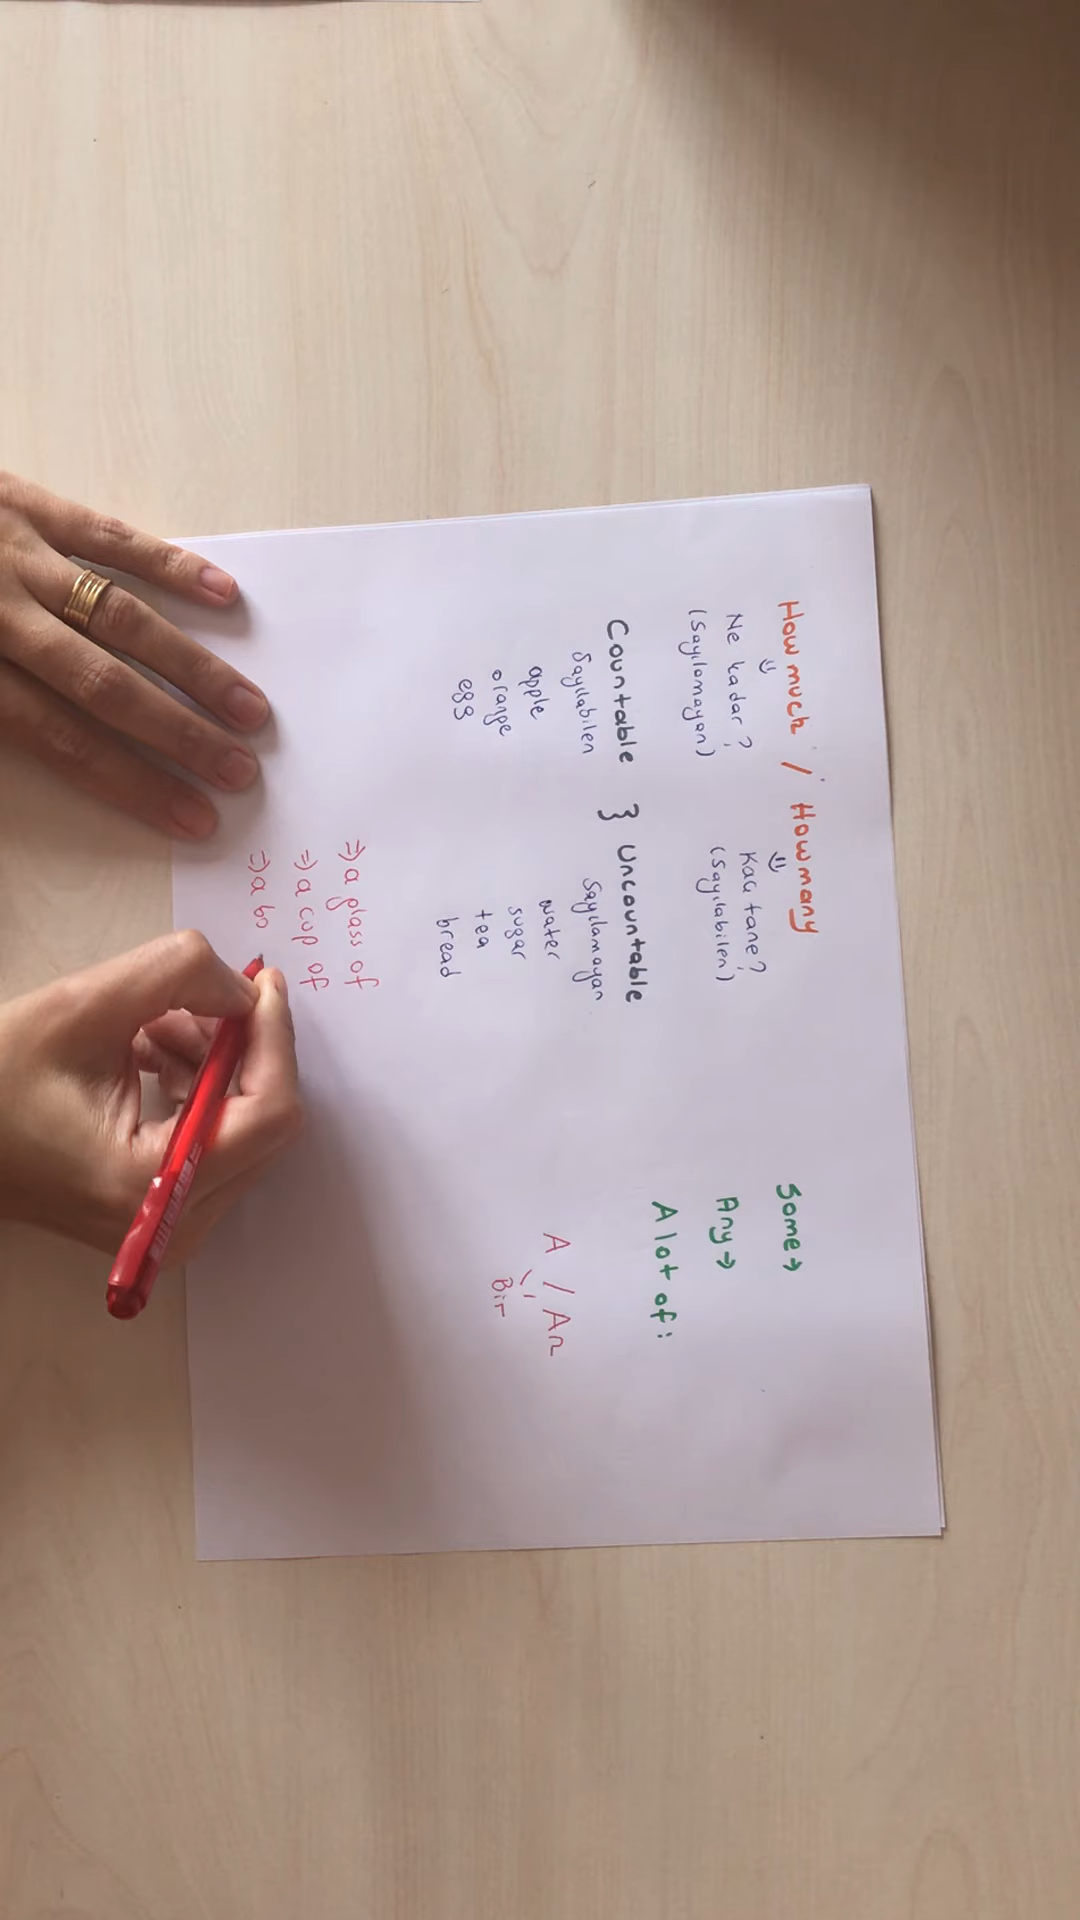 How much / How many
Ne kadar? Kaç tane?
(Sayılamayan) (Sayılabilen)
Countable } Uncountable
Sayılabilen Sayılamayan
apple water
orange sugar
egg tea
bread
⇒ a glass of
⇒ a cup of
⇒ a bo
Some →
Any →
A lot of :
A / An
Bir